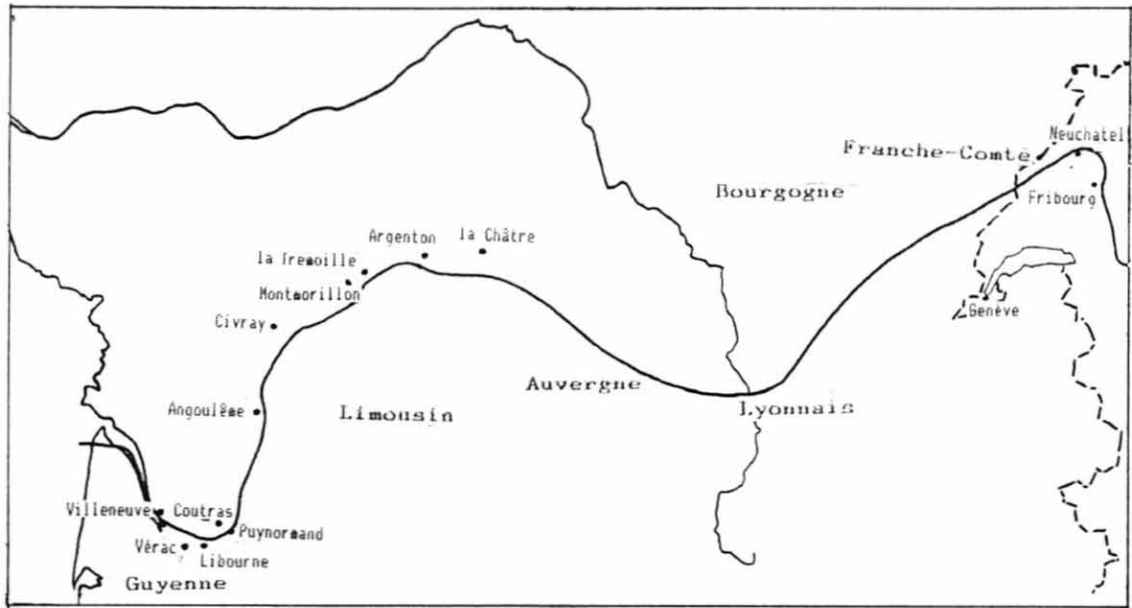 Neuchatel
Franche-Comté
Bourgogne
Fribourg
la Châtre
Argenton
la Tremoille
Montmorillon
Genève
Civray
Auvergne
Lyonnais
Angoulême
Limousin
Villeneuve
Coutras
Puynormand
Vérac
Libourne
Guyenne